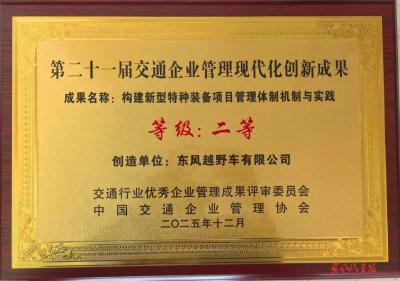 第二十一届交通企业管理现代化创新成果
成果名称：构建新型特种装备项目管理体制机制与实践
等级：二等
创造单位：东风越野车有限公司
交通行业优秀企业管理成果评审委员会
中国交通企业管理协会
二〇二五年十二月